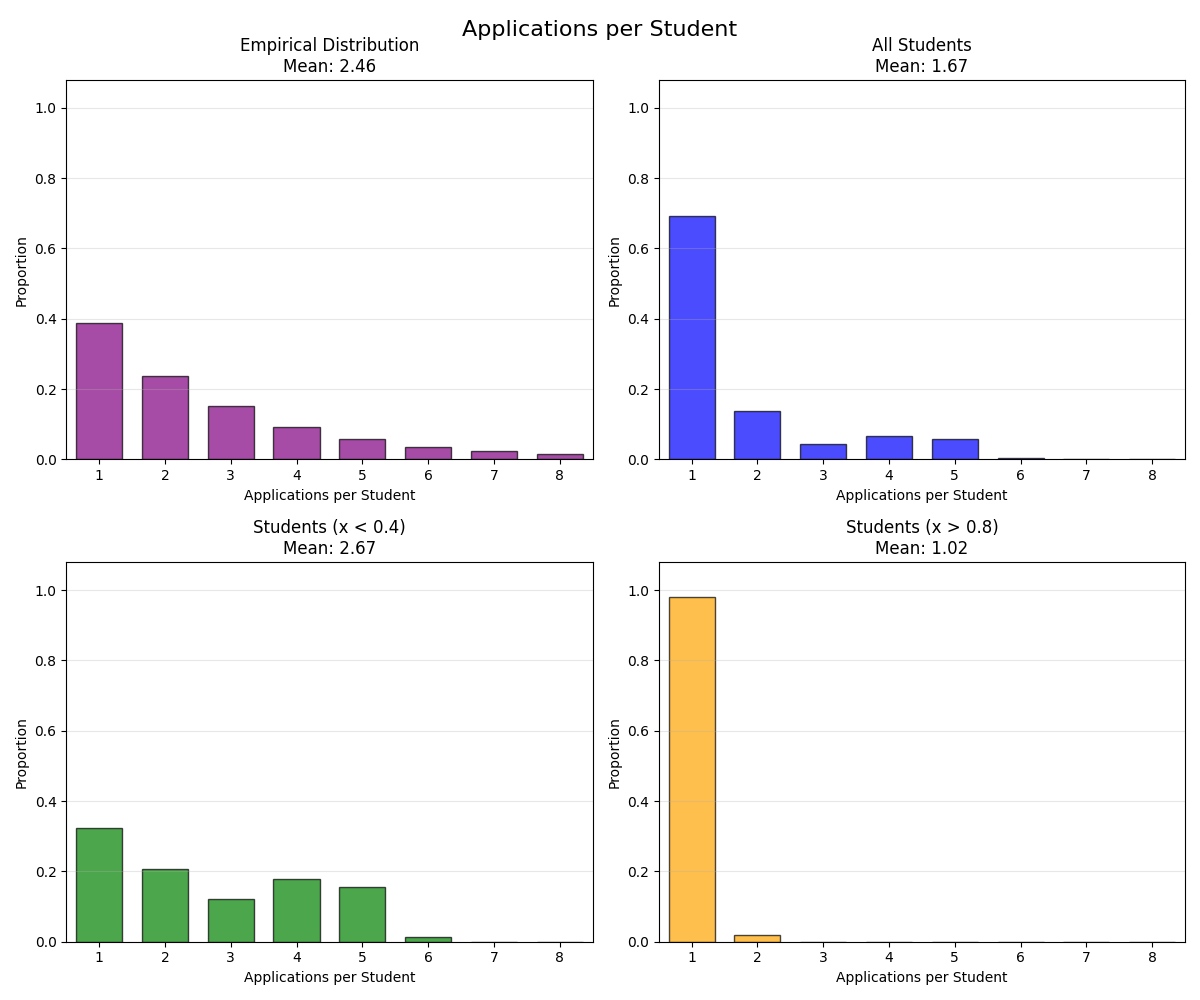 Applications per Student
Empirical Distribution
Mean: 2.46
1.0
0.8
0.6
0.4
0.2
0.0
Proportion
1 2 3 4 5 6 7 8
Applications per Student
All Students
Mean: 1.67
1.0
0.8
0.6
0.4
0.2
0.0
Proportion
1 2 3 4 5 6 7 8
Applications per Student
Students (x < 0.4)
Mean: 2.67
1.0
0.8
0.6
0.4
0.2
0.0
Proportion
1 2 3 4 5 6 7 8
Applications per Student
Students (x > 0.8)
Mean: 1.02
1.0
0.8
0.6
0.4
0.2
0.0
Proportion
1 2 3 4 5 6 7 8
Applications per Student